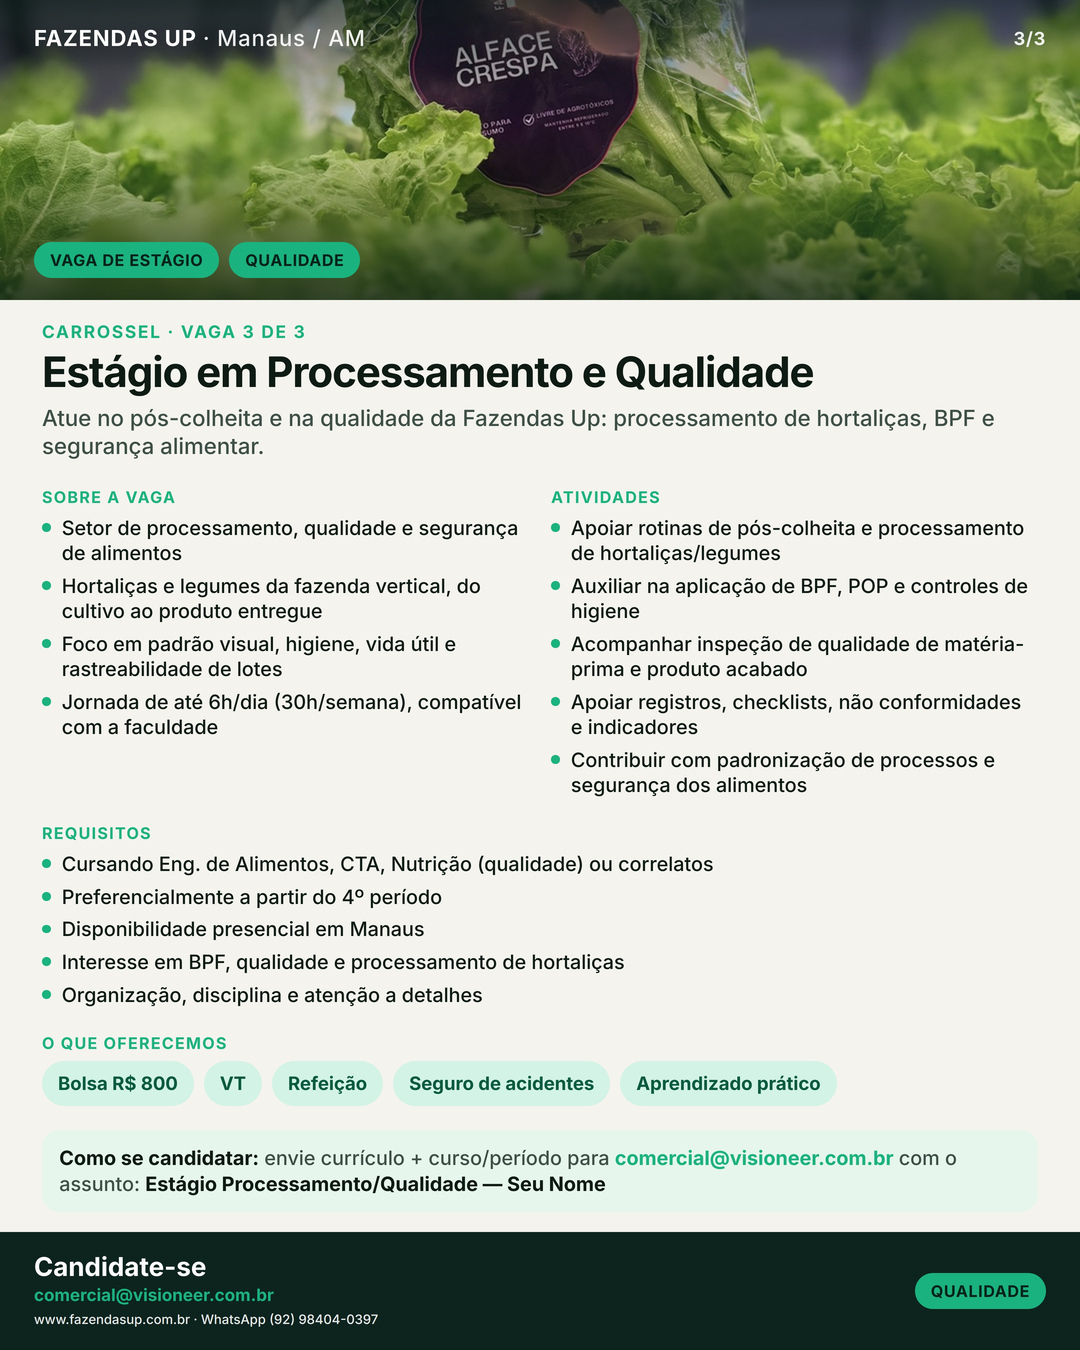 FAZENDAS UP · Manaus / AM
3/3
ALFACE
CRESPA
LIVRE DE AGROTÓXICOS
MANTENHA REFRIGERADO
VAGA DE ESTÁGIO
QUALIDADE
CARROSSEL · VAGA 3 DE 3
Estágio em Processamento e Qualidade
Atue no pós-colheita e na qualidade da Fazendas Up: processamento de hortaliças, BPF e
segurança alimentar.
SOBRE A VAGA
Setor de processamento, qualidade e segurança
de alimentos
Hortaliças e legumes da fazenda vertical, do
cultivo ao produto entregue
Foco em padrão visual, higiene, vida útil e
rastreabilidade de lotes
Jornada de até 6h/dia (30h/semana), compatível
com a faculdade
ATIVIDADES
Apoiar rotinas de pós-colheita e processamento
de hortaliças/legumes
Auxiliar na aplicação de BPF, POP e controles de
higiene
Acompanhar inspeção de qualidade de matéria-
prima e produto acabado
Apoiar registros, checklists, não conformidades
e indicadores
Contribuir com padronização de processos e
segurança dos alimentos
REQUISITOS
Cursando Eng. de Alimentos, CTA, Nutrição (qualidade) ou correlatos
Preferencialmente a partir do 4º período
Disponibilidade presencial em Manaus
Interesse em BPF, qualidade e processamento de hortaliças
Organização, disciplina e atenção a detalhes
O QUE OFERECEMOS
Bolsa R$ 800
VT
Refeição
Seguro de acidentes
Aprendizado prático
Como se candidatar: envie currículo + curso/período para comercial@visioneer.com.br com o
assunto: Estágio Processamento/Qualidade — Seu Nome
Candidate-se
comercial@visioneer.com.br
www.fazendasup.com.br · WhatsApp (92) 98404-0397
QUALIDADE